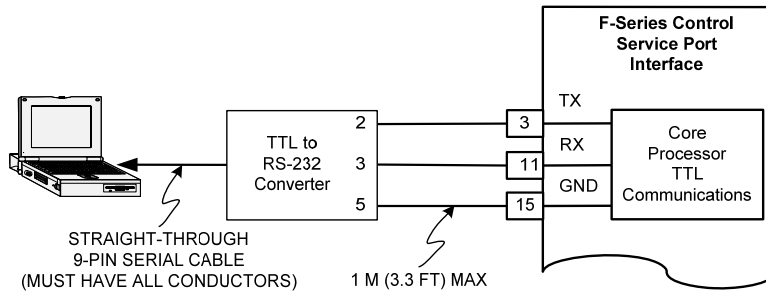 F-Series Control
Service Port
Interface
TX
2
3
TTL to
RS-232
Converter
3
RX
11
Core
Processor
TTL
Communications
GND
5
15
STRAIGHT-THROUGH
9-PIN SERIAL CABLE
(MUST HAVE ALL CONDUCTORS)
1 M (3.3 FT) MAX